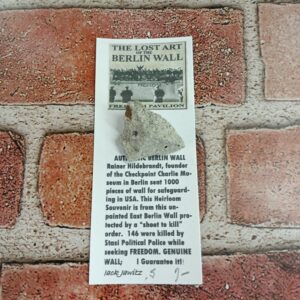 THE LOST ART
OF THE
BERLIN WALL
PAVILION
BERLIN WALL
Rainer Hildebrandt, founder
of the Checkpoint Charlie Mu-
seum in Berlin sent 1000
pieces of wall for safeguard-
ing in USA. This Heirloom
Souvenir is from this un-
painted East Berlin Wall pro-
tected by a "shoot to kill"
order. 146 were killed by
Stasi Political Police while
seeking FREEDOM. GENUINE
WALL; I Guarantee it!
Jack Jawitz